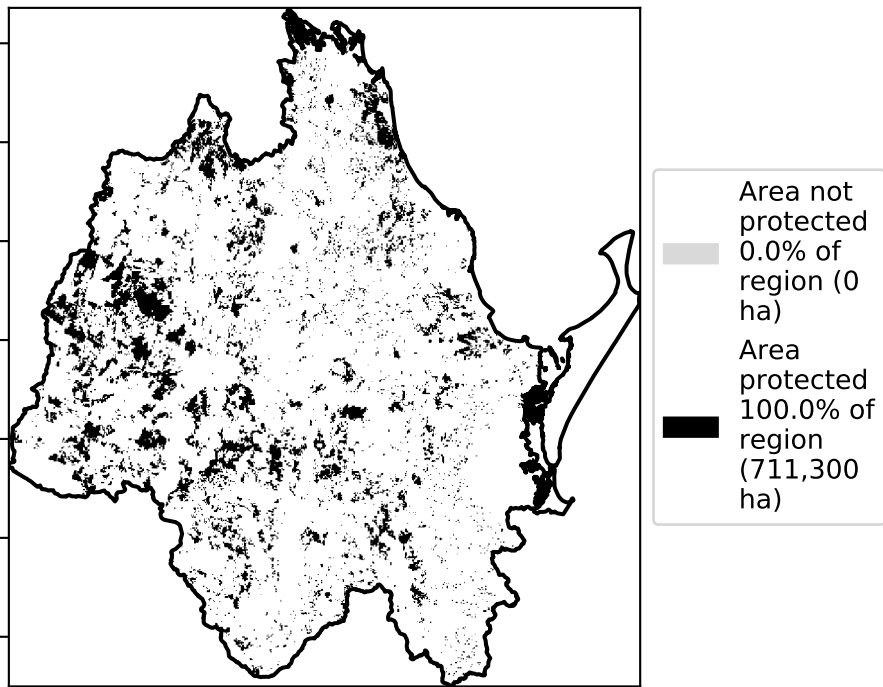 Area not
protected
0.0% of
region (0
ha)
Area
protected
100.0% of
region
(711,300
ha)